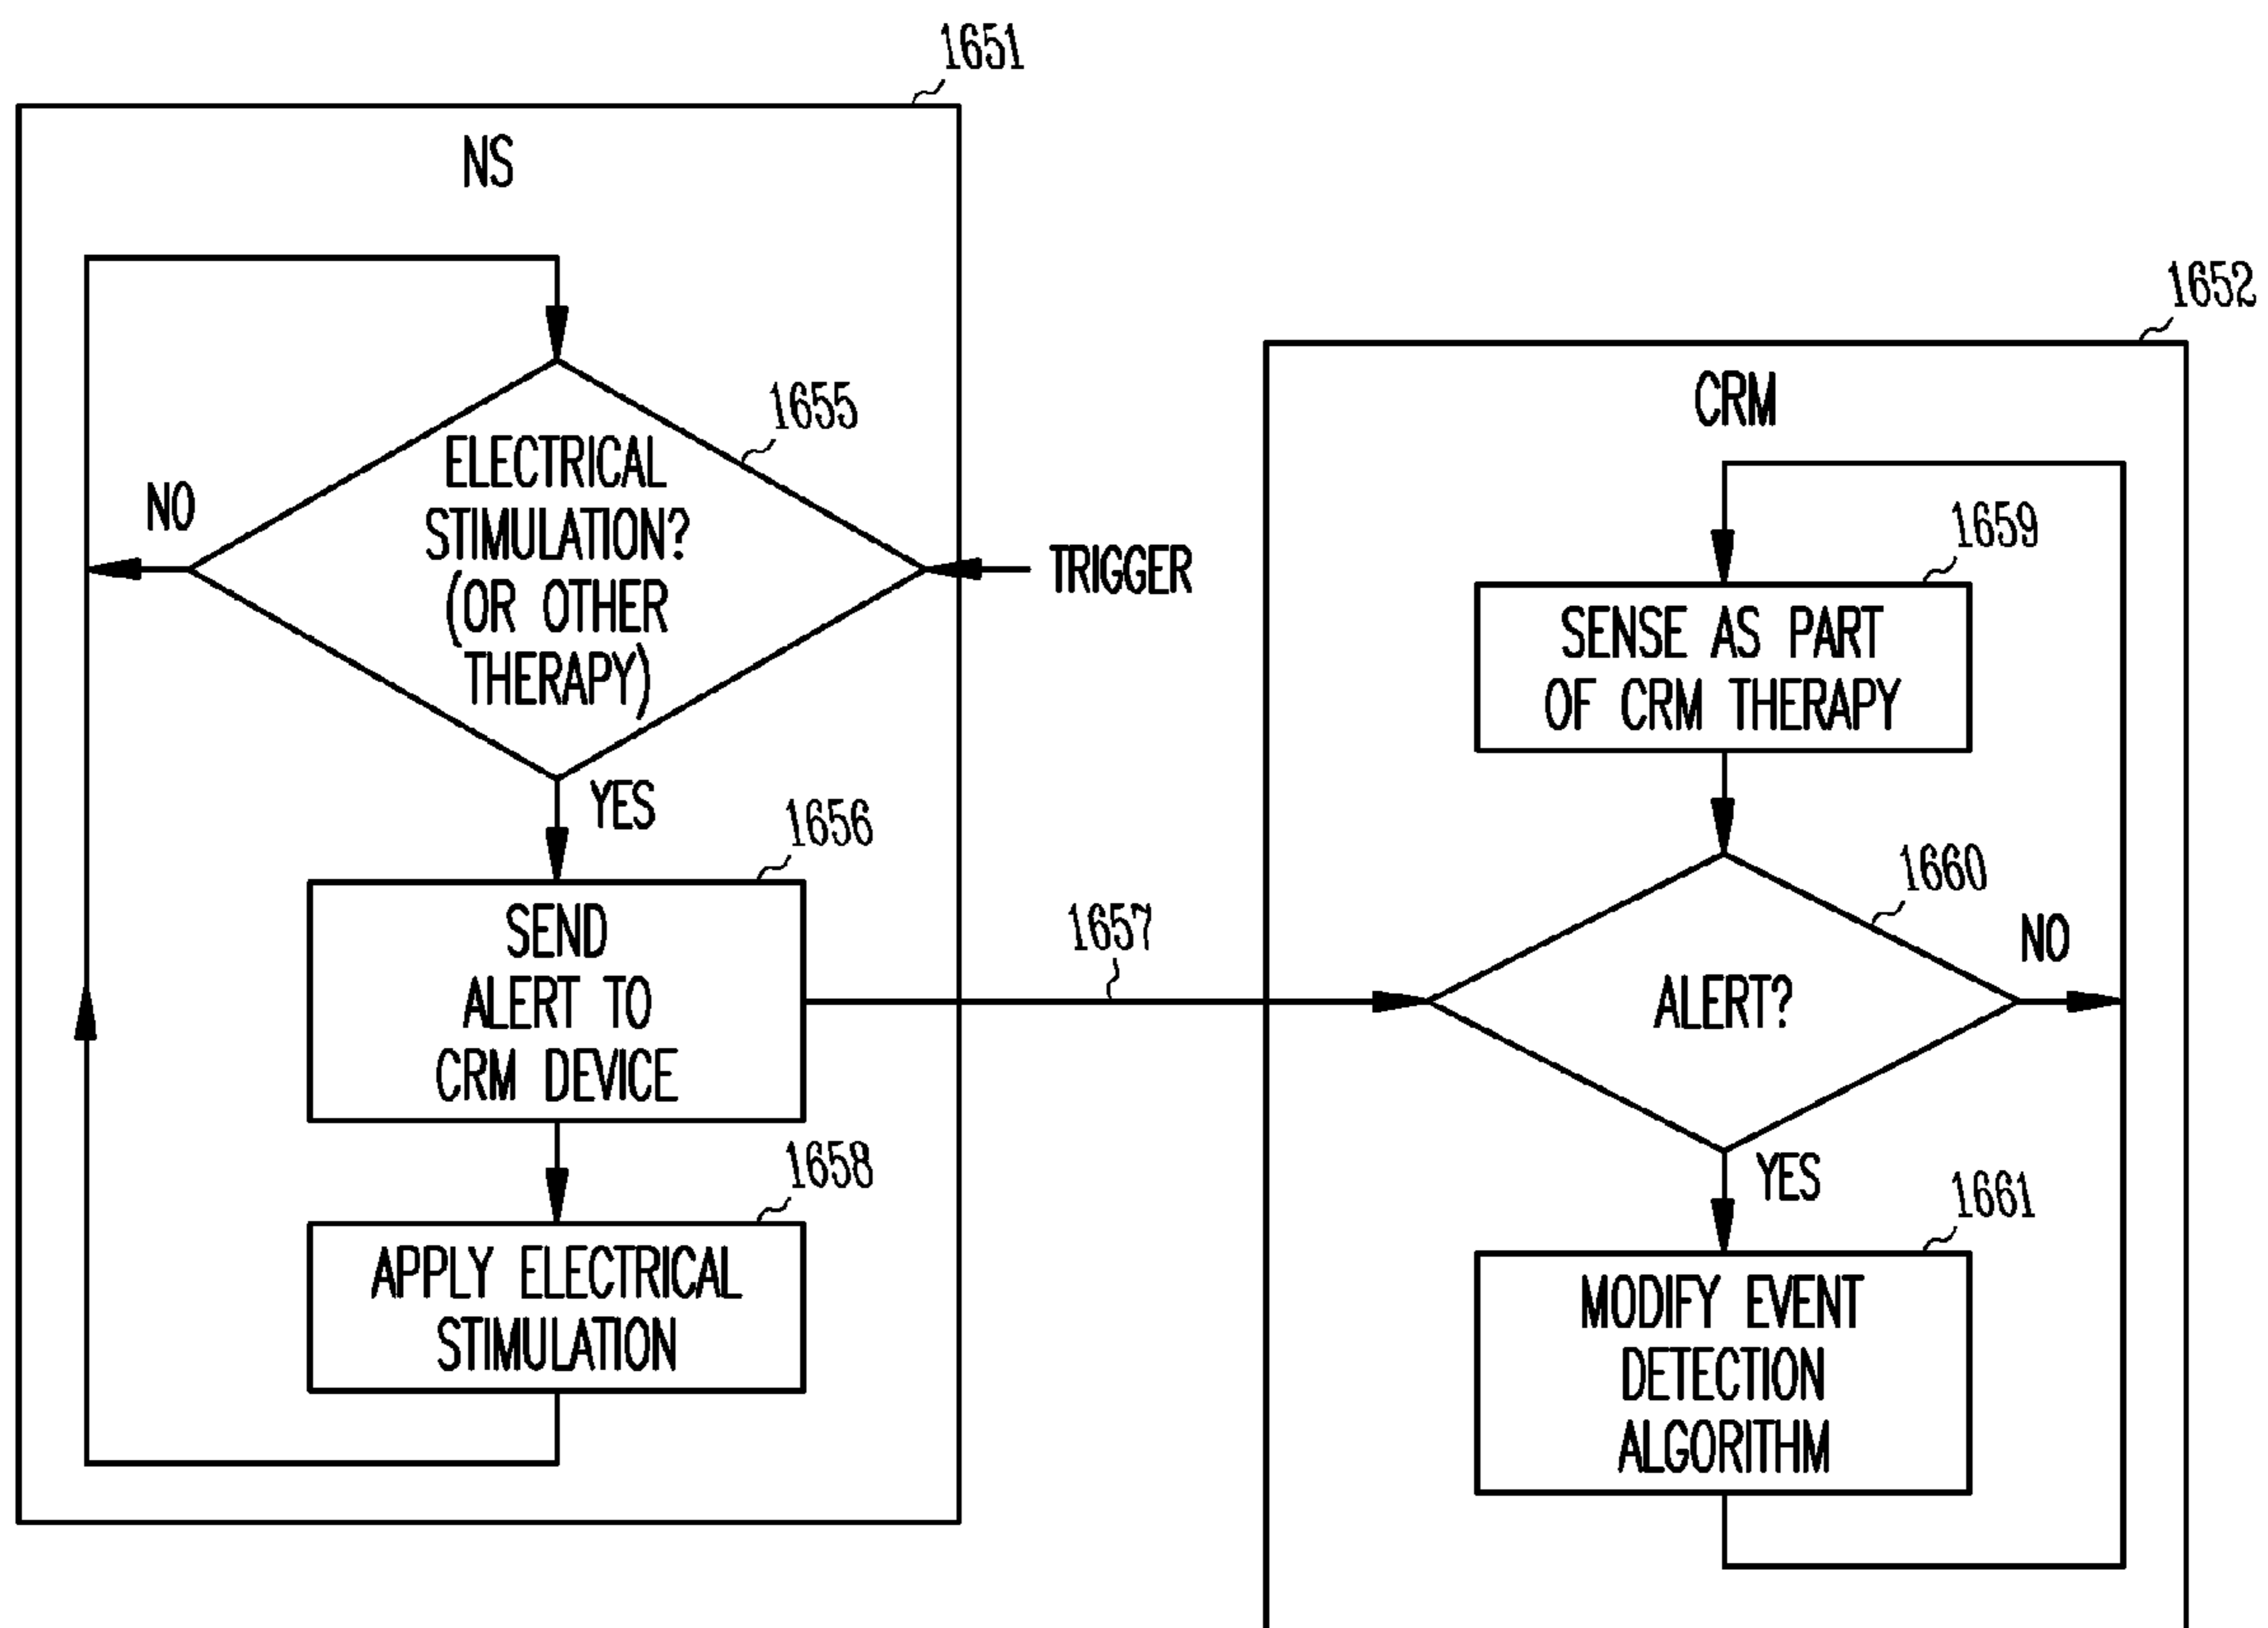 1651
NS
1655
ELECTRICAL
STIMULATION?
(OR OTHER
THERAPY)
NO
TRIGGER
YES
1656
SEND
ALERT TO
CRM DEVICE
1657
1658
APPLY ELECTRICAL
STIMULATION
1652
CRM
1659
SENSE AS PART
OF CRM THERAPY
1660
ALERT?
NO
YES
1661
MODIFY EVENT
DETECTION
ALGORITHM